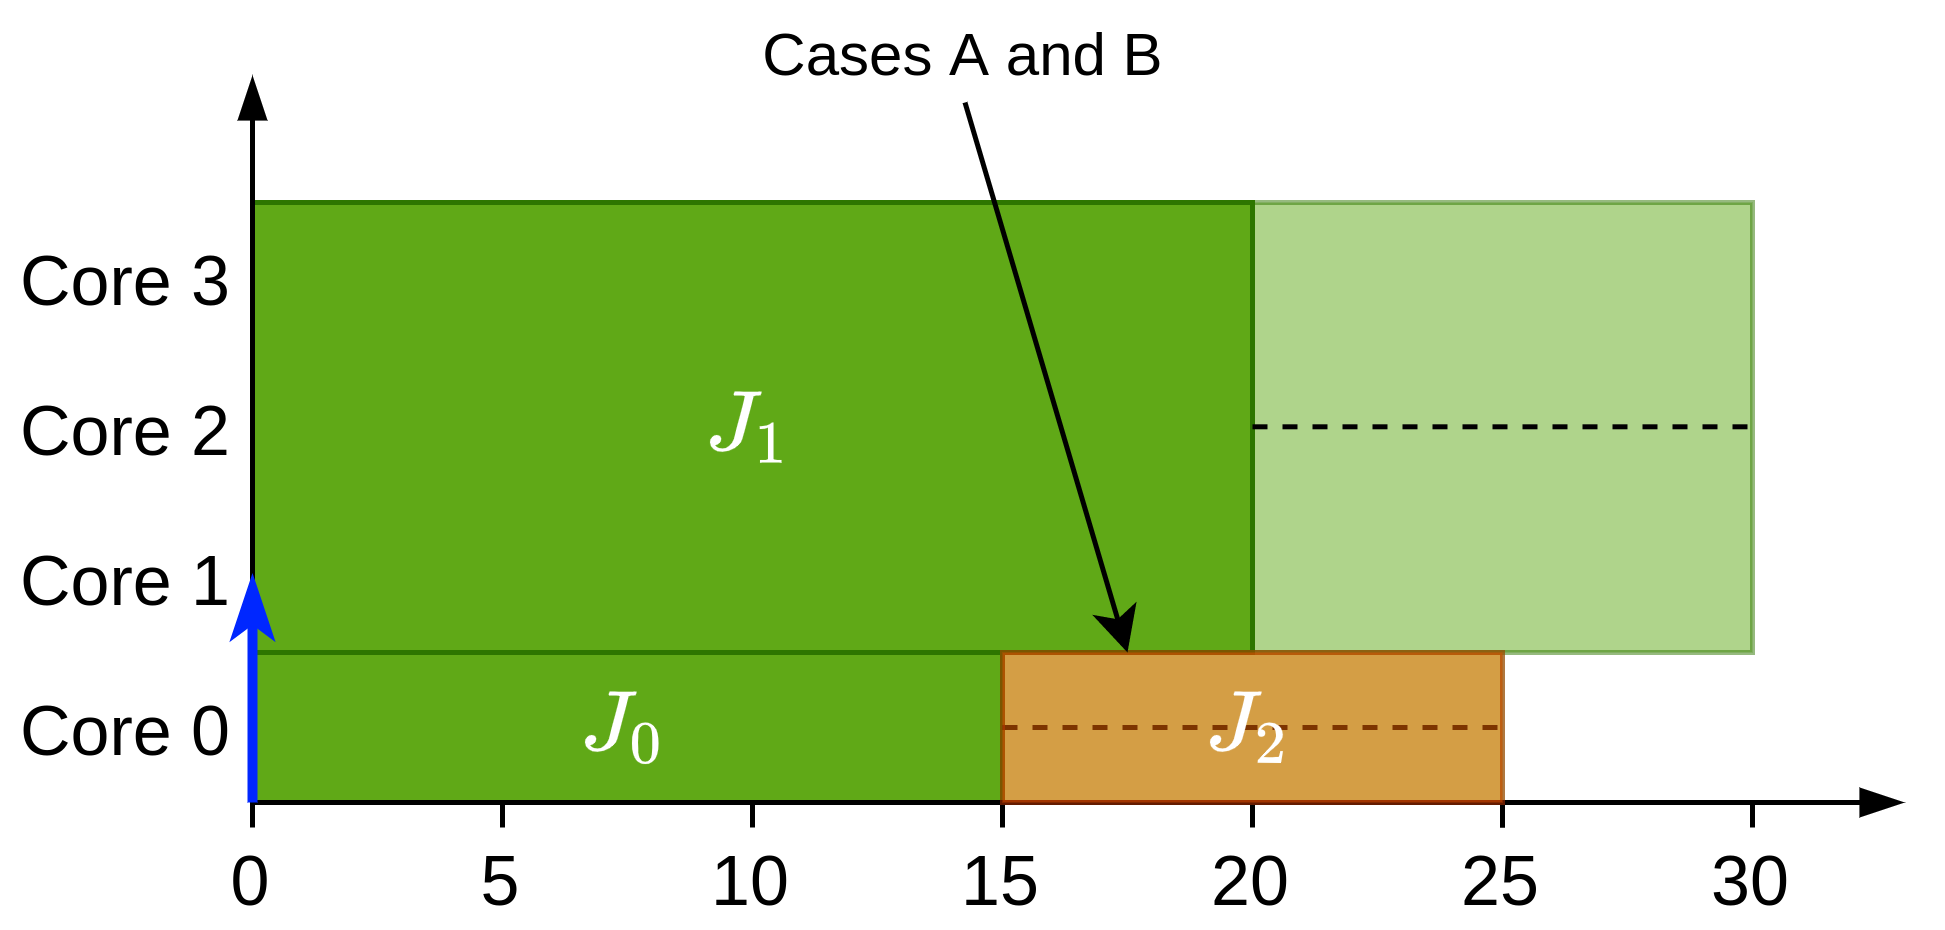 Cases A and B
Core 3
Core 2
J₁
Core 1
Core 0
J₀
J₂
0 5 10 15 20 25 30